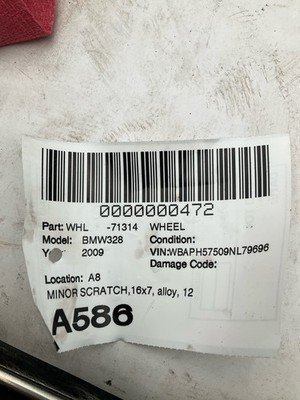 0000000472
Part: WHL -71314 WHEEL
Model: BMW328 Condition:
Y 2009 VIN:WBAPH57509NL79696
Damage Code:
Location: A8
MINOR SCRATCH,16x7, alloy, 12
A586